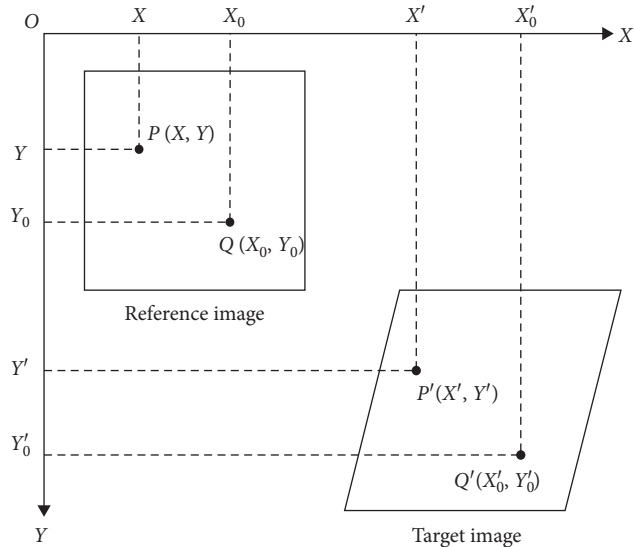 O X X₀ X′ X′₀
X
P (X, Y)
Y
Y₀
Q (X₀, Y₀)
Reference image
Y′
P′(X′, Y′)
Y′₀
Q′(X′₀, Y′₀)
Y
Target image